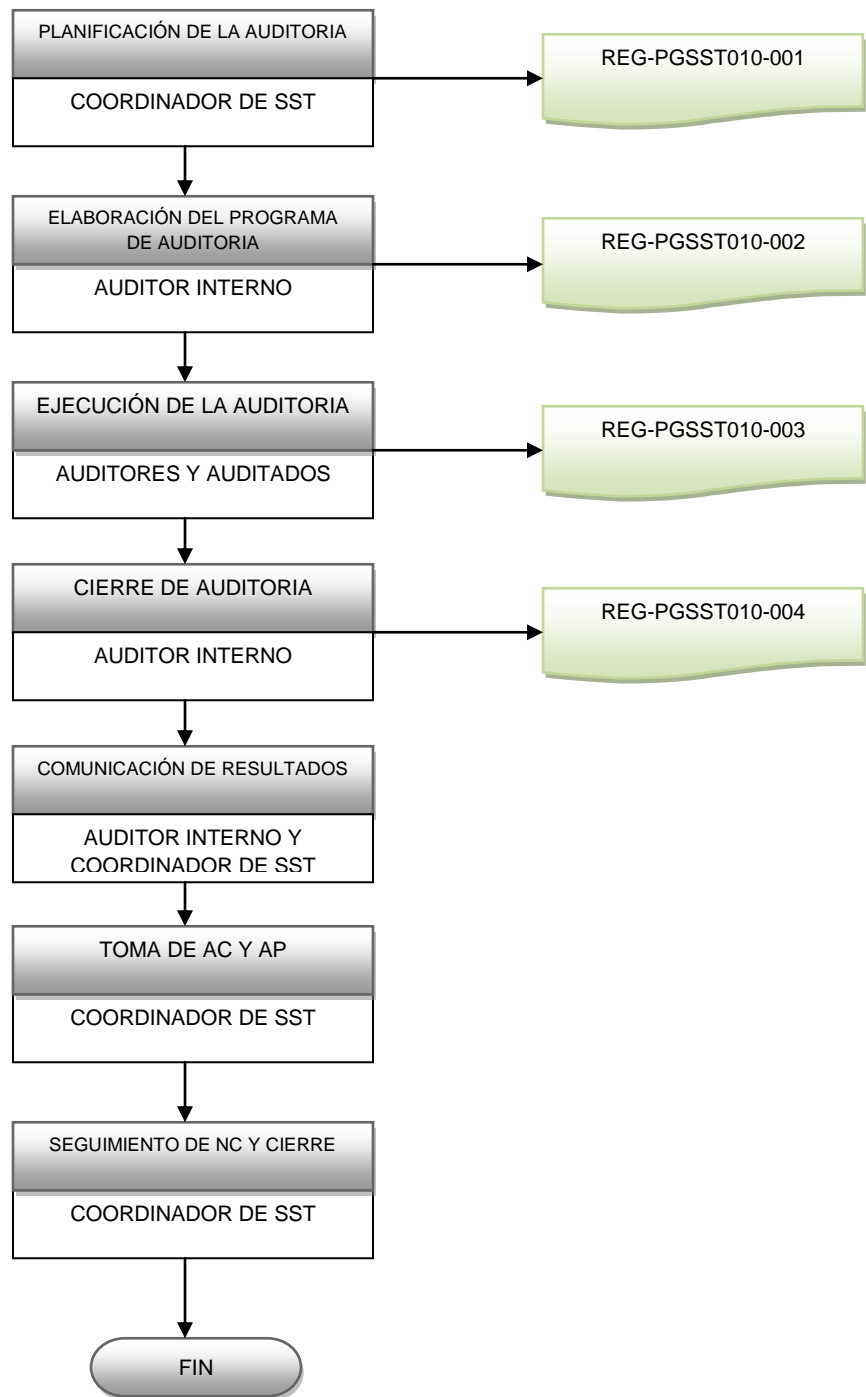 PLANIFICACIÓN DE LA AUDITORIA
COORDINADOR DE SST
REG-PGSST010-001
ELABORACIÓN DEL PROGRAMA
DE AUDITORIA
AUDITOR INTERNO
REG-PGSST010-002
EJECUCIÓN DE LA AUDITORIA
AUDITORES Y AUDITADOS
REG-PGSST010-003
CIERRE DE AUDITORIA
AUDITOR INTERNO
REG-PGSST010-004
COMUNICACIÓN DE RESULTADOS
AUDITOR INTERNO Y
COORDINADOR DE SST
TOMA DE AC Y AP
COORDINADOR DE SST
SEGUIMIENTO DE NC Y CIERRE
COORDINADOR DE SST
FIN